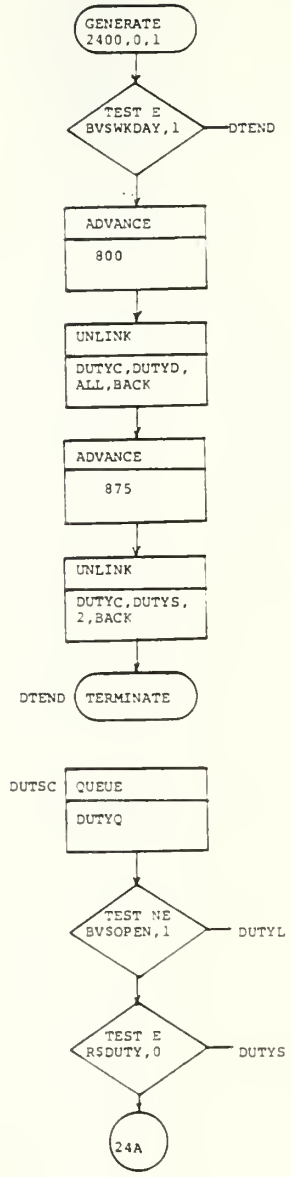 GENERATE
2400,0,1
TEST E
BVSWKDAY,1
DTEND
ADVANCE
800
UNLINK
DUTYC,DUTYD,
ALL,BACK
ADVANCE
875
UNLINK
DUTYC,DUTYS,
2,BACK
DTEND
TERMINATE
DUTSC
QUEUE
DUTYQ
TEST NE
BVSOPEN,1
DUTYL
TEST E
RSDUTY,0
DUTYS
24A